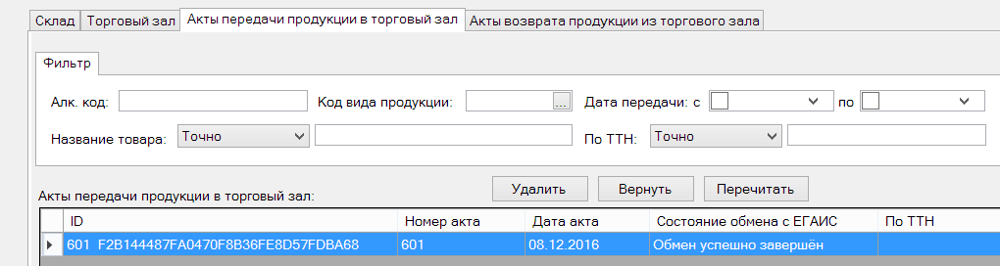 Склад Торговый зал Акты передачи продукции в торговый зал Акты возврата продукции из торгового зала
Фильтр
Алк. код: Код вида продукции: ... Дата передачи: с по
Название товара: Точно По ТТН: Точно
Акты передачи продукции в торговый зал: Удалить Вернуть Перечитать
ID Номер акта Дата акта Состояние обмена с ЕГАИС По ТТН
601 F2B144487FA0470F8B36FE8D57FDBA68 601 08.12.2016 Обмен успешно завершён